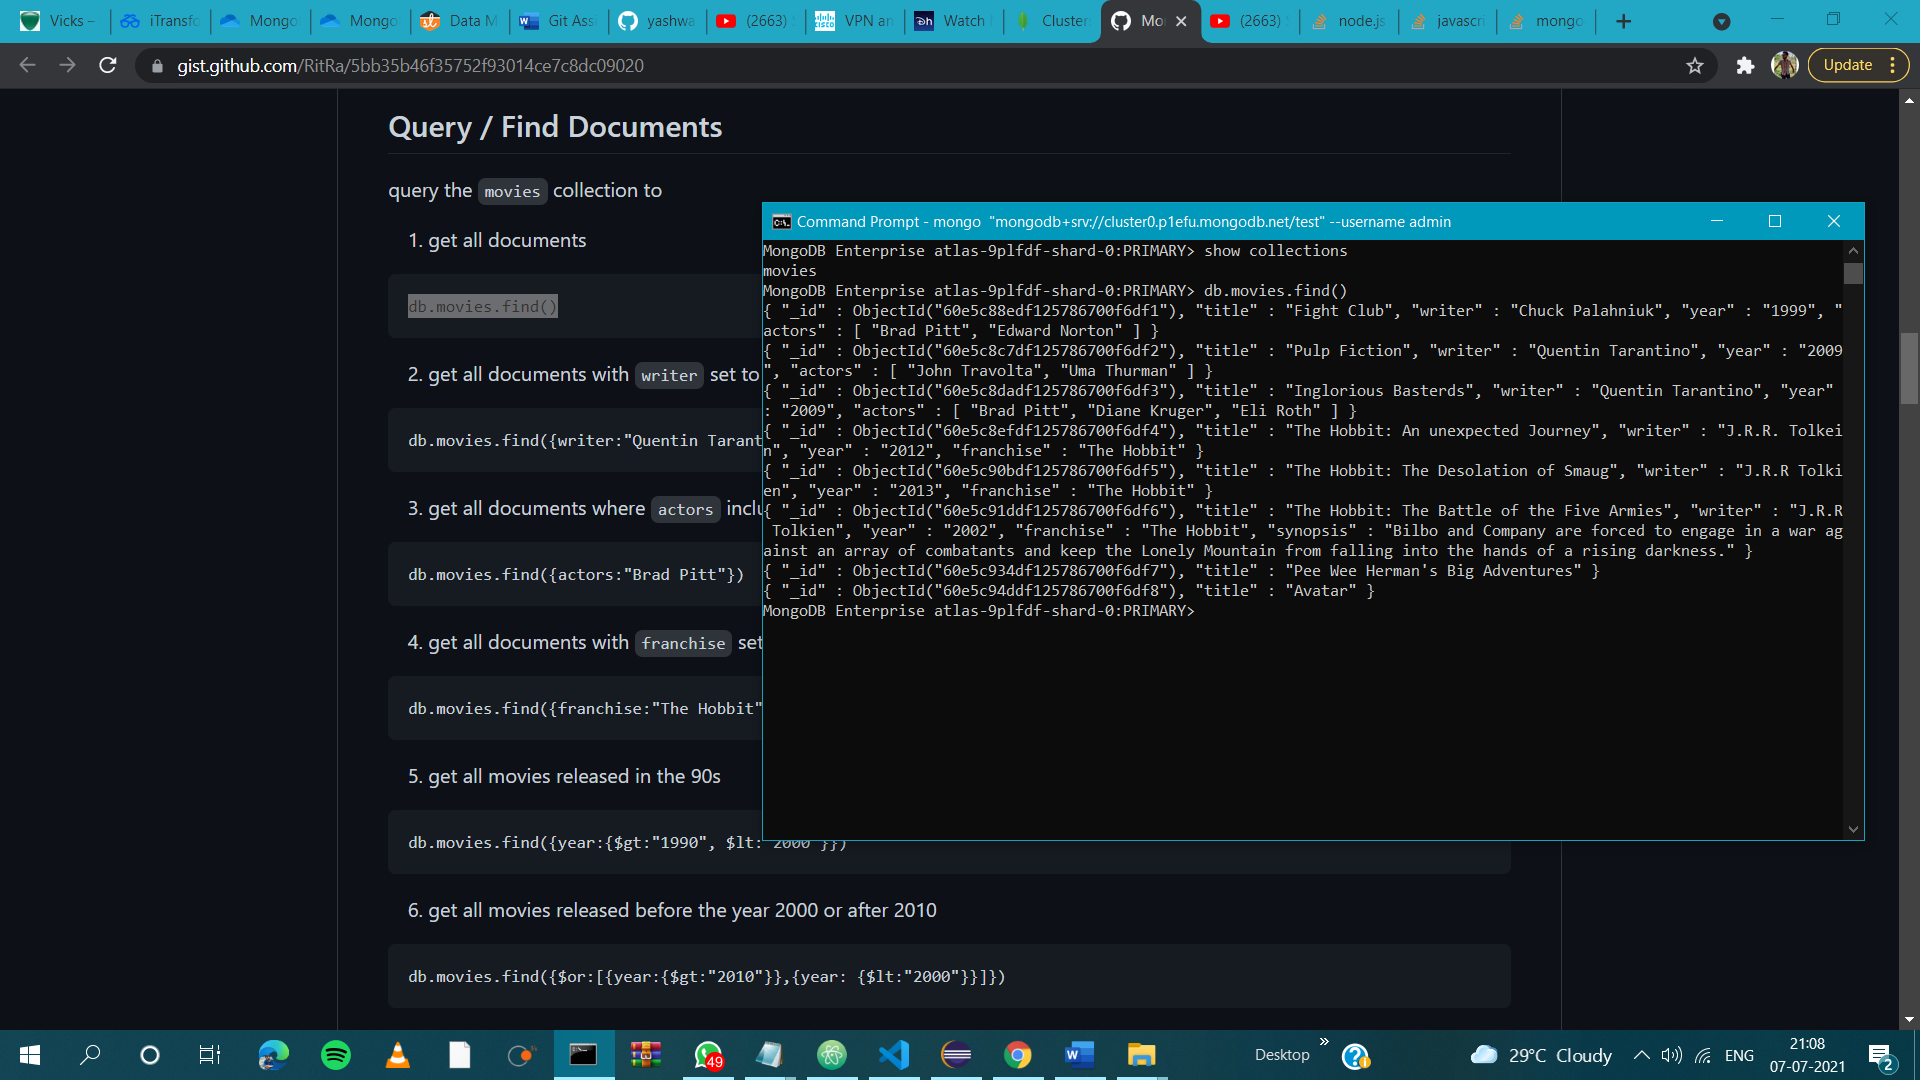 Vicks –
iTransfo
Mongo
Mongo
Data M
Git Assi
yashwa
(2663)
VPN an
Watch
Cluster
Mo
(2663)
node.js
javascri
mongo
gist.github.com/RitRa/5bb35b46f35752f93014ce7c8dc09020
Update
Query / Find Documents
query the movies collection to
1. get all documents
db.movies.find()
2. get all documents with writer set to
db.movies.find({writer:"Quentin Tarant
3. get all documents where actors inclu
db.movies.find({actors:"Brad Pitt"})
4. get all documents with franchise set
db.movies.find({franchise:"The Hobbit"
5. get all movies released in the 90s
db.movies.find({year:{$gt:"1990", $lt:"2000"}})
6. get all movies released before the year 2000 or after 2010
db.movies.find({$or:[{year:{$gt:"2010"}},{year: {$lt:"2000"}}]})
Command Prompt - mongo "mongodb+srv://cluster0.p1efu.mongodb.net/test" --username admin
MongoDB Enterprise atlas-9plfdf-shard-0:PRIMARY> show collections
movies
MongoDB Enterprise atlas-9plfdf-shard-0:PRIMARY> db.movies.find()
{ "_id" : ObjectId("60e5c88edf125786700f6df1"), "title" : "Fight Club", "writer" : "Chuck Palahniuk", "year" : "1999", "
actors" : [ "Brad Pitt", "Edward Norton" ] }
{ "_id" : ObjectId("60e5c8c7df125786700f6df2"), "title" : "Pulp Fiction", "writer" : "Quentin Tarantino", "year" : "2009
", "actors" : [ "John Travolta", "Uma Thurman" ] }
{ "_id" : ObjectId("60e5c8dadf125786700f6df3"), "title" : "Inglorious Basterds", "writer" : "Quentin Tarantino", "year"
: "2009", "actors" : [ "Brad Pitt", "Diane Kruger", "Eli Roth" ] }
{ "_id" : ObjectId("60e5c8efdf125786700f6df4"), "title" : "The Hobbit: An unexpected Journey", "writer" : "J.R.R. Tolkei
n", "year" : "2012", "franchise" : "The Hobbit" }
{ "_id" : ObjectId("60e5c90bdf125786700f6df5"), "title" : "The Hobbit: The Desolation of Smaug", "writer" : "J.R.R Tolki
en", "year" : "2013", "franchise" : "The Hobbit" }
{ "_id" : ObjectId("60e5c91ddf125786700f6df6"), "title" : "The Hobbit: The Battle of the Five Armies", "writer" : "J.R.R
Tolkien", "year" : "2002", "franchise" : "The Hobbit", "synopsis" : "Bilbo and Company are forced to engage in a war ag
ainst an array of combatants and keep the Lonely Mountain from falling into the hands of a rising darkness." }
{ "_id" : ObjectId("60e5c934df125786700f6df7"), "title" : "Pee Wee Herman's Big Adventures" }
{ "_id" : ObjectId("60e5c94ddf125786700f6df8"), "title" : "Avatar" }
MongoDB Enterprise atlas-9plfdf-shard-0:PRIMARY>
49
Desktop
29°C Cloudy
ENG
21:08
07-07-2021
2